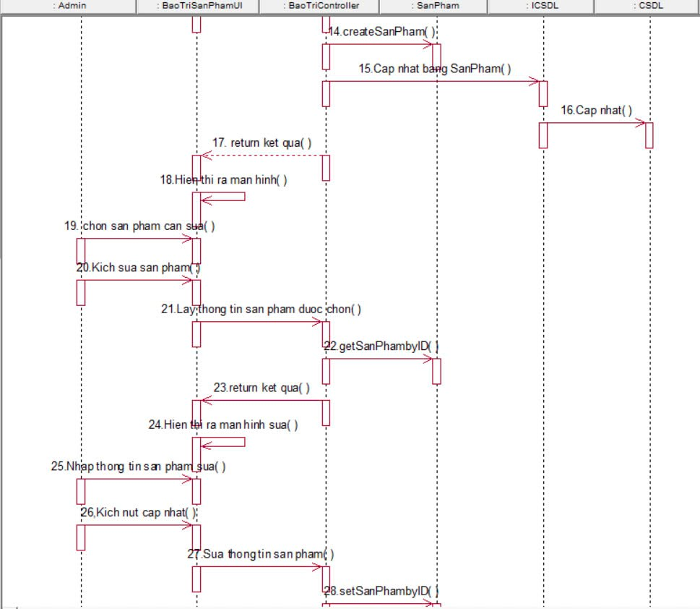 : Admin
: BaoTriSanPhamUI
: BaoTriController
: SanPham
: ICSDL
: CSDL
14.createSanPham( )
15.Cap nhat bang SanPham( )
16.Cap nhat( )
17. return ket qua( )
18.Hien thi ra man hinh( )
19. chon san pham can sua( )
20.Kich sua san pham( )
21.Lay thong tin san pham duoc chon( )
22.getSanPhambyID( )
23.return ket qua( )
24.Hien thi ra man hinh sua( )
25.Nhap thong tin san pham sua( )
26,Kich nut cap nhat( )
27.Sua thong tin san pham( )
28.setSanPhambyID( )